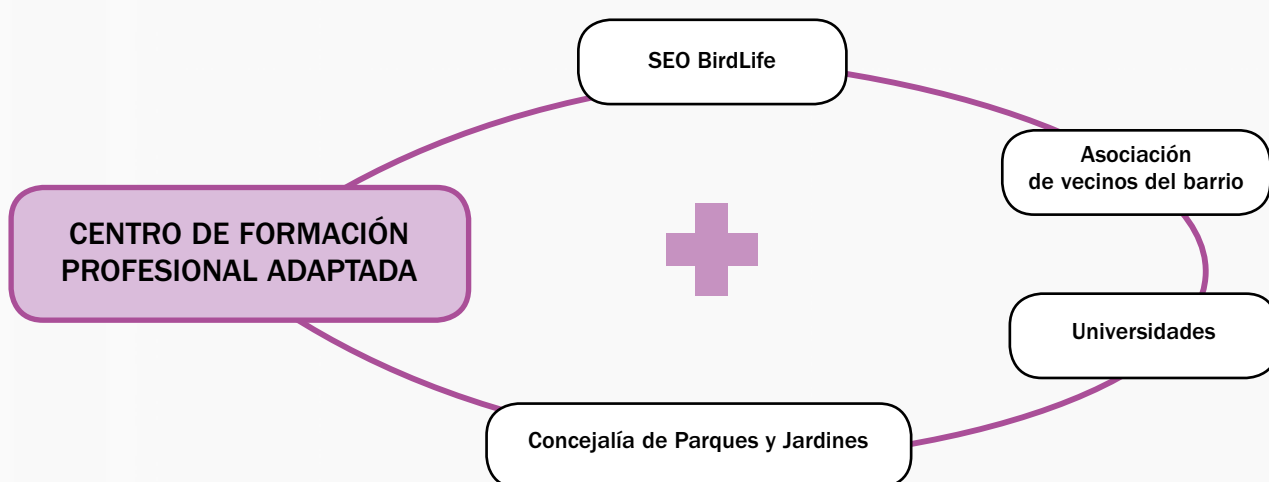 SEO BirdLife
Asociación
de vecinos del barrio
CENTRO DE FORMACIÓN
PROFESIONAL ADAPTADA
Universidades
Concejalía de Parques y Jardines